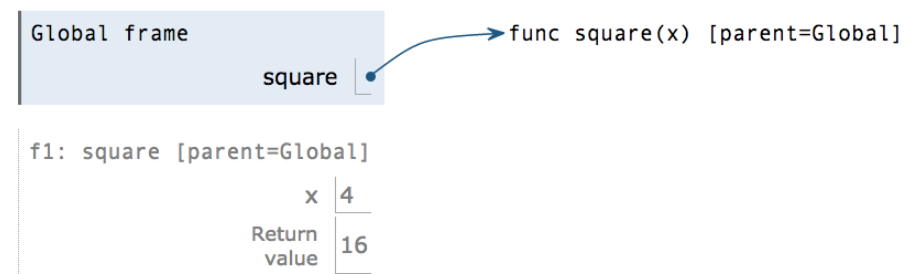 Global frame
func square(x) [parent=Global]
square
f1: square [parent=Global]
x 4
Return
value 16